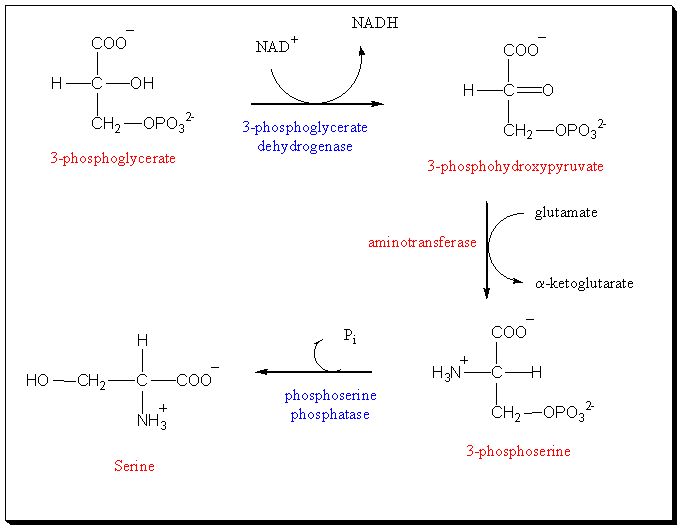 NADH
NAD+
COO−
H C OH
CH2 OPO3 2-
3-phosphoglycerate
3-phosphoglycerate
dehydrogenase
COO−
H C O
CH2 OPO3 2-
3-phosphohydroxypyruvate
glutamate
aminotransferase
α-ketoglutarate
COO−
H3N+ C H
CH2 OPO3 2-
3-phosphoserine
Pi
phosphoserine
phosphatase
H
HO CH2 C COO−
NH3+
Serine